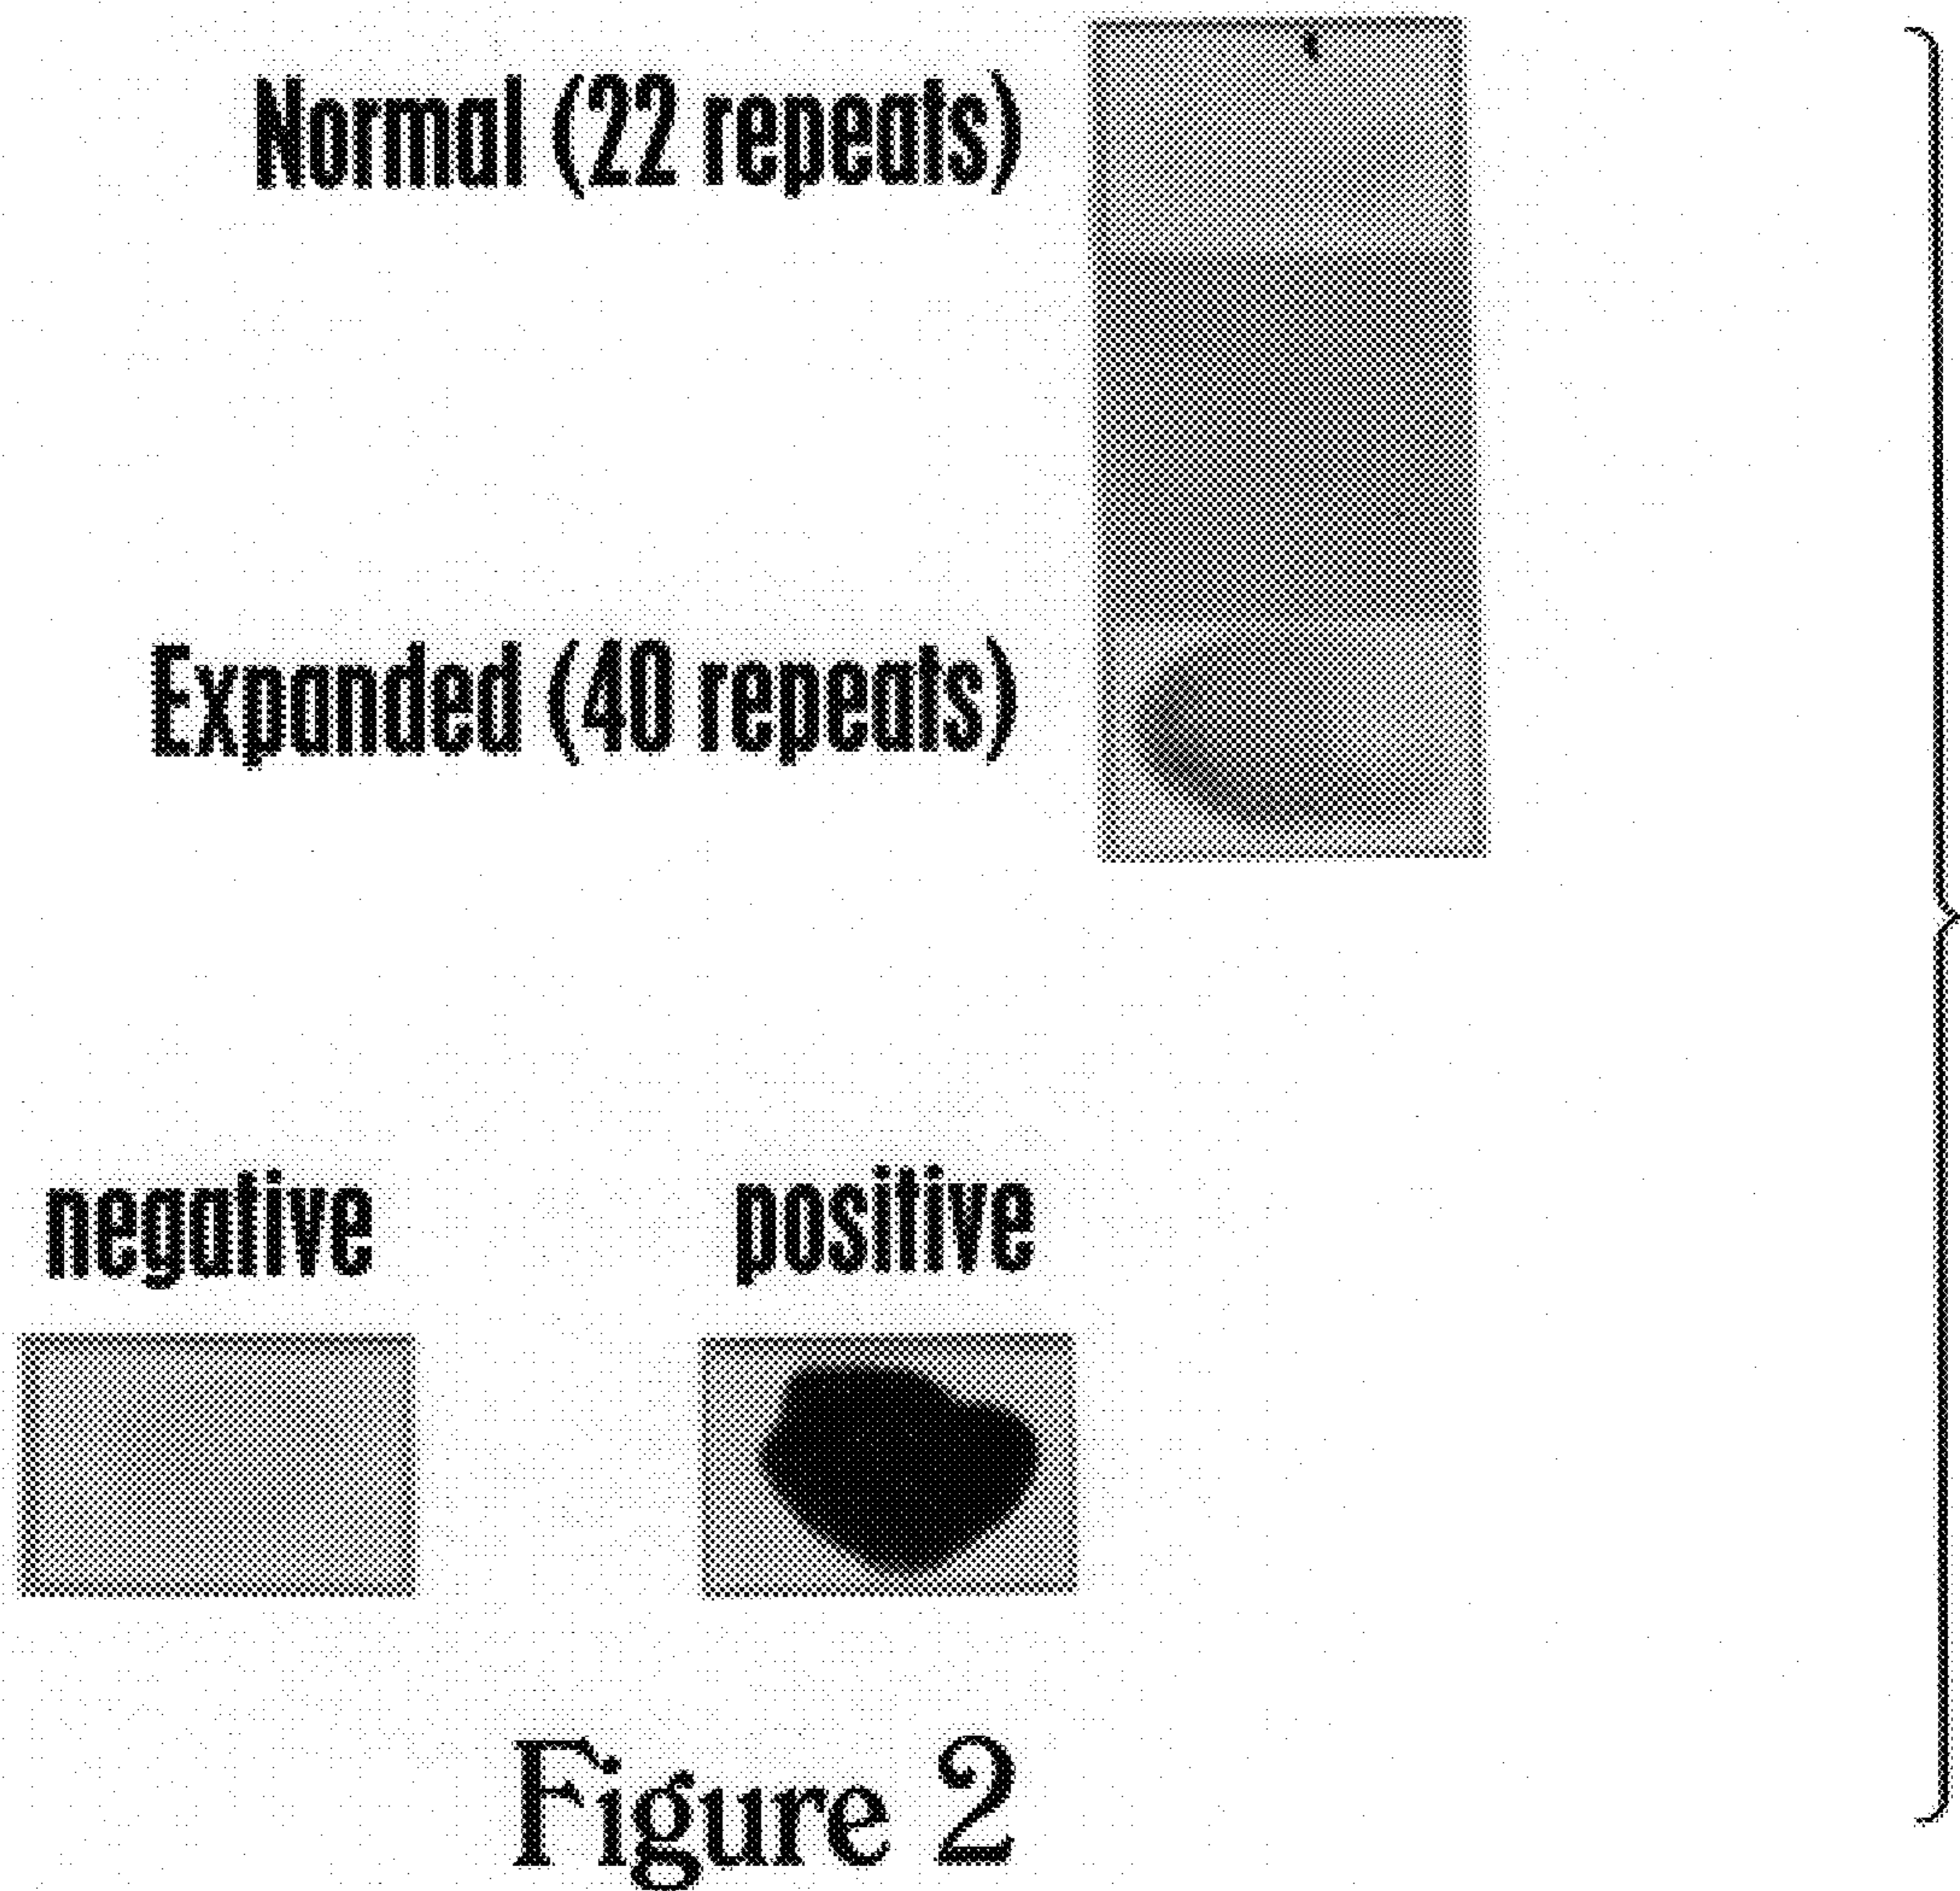 Normal (22 repeats)
Expanded (40 repeats)
negative
positive
Figure 2